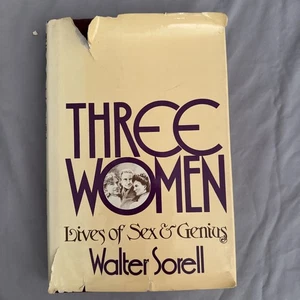 THREE
WOMEN
Lives of Sex & Genius
Walter Sorell